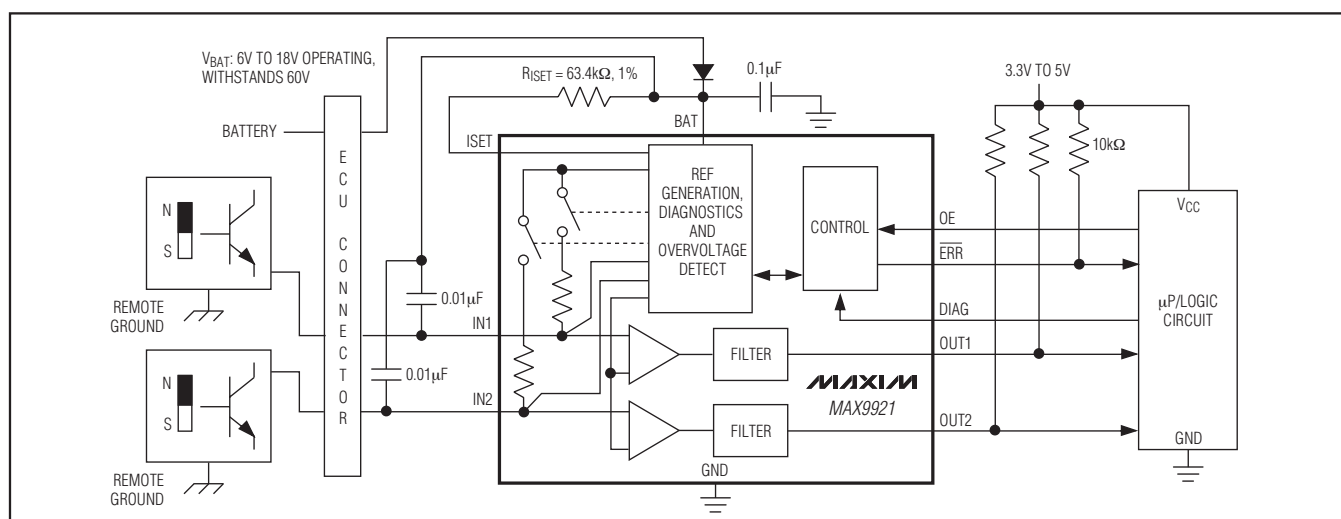 VBAT: 6V TO 18V OPERATING,
WITHSTANDS 60V
RISET = 63.4kΩ, 1%
0.1μF
3.3V TO 5V
BATTERY
BAT
ISET
10kΩ
ECU CONNECTOR
N
S
REMOTE
GROUND
0.01μF
IN1
REF
GENERATION,
DIAGNOSTICS
AND
OVERVOLTAGE
DETECT
CONTROL
OE
ERR
DIAG
VCC
μP/LOGIC
CIRCUIT
FILTER
OUT1
MAXIM
MAX9921
N
S
REMOTE
GROUND
0.01μF
IN2
FILTER
OUT2
GND
GND